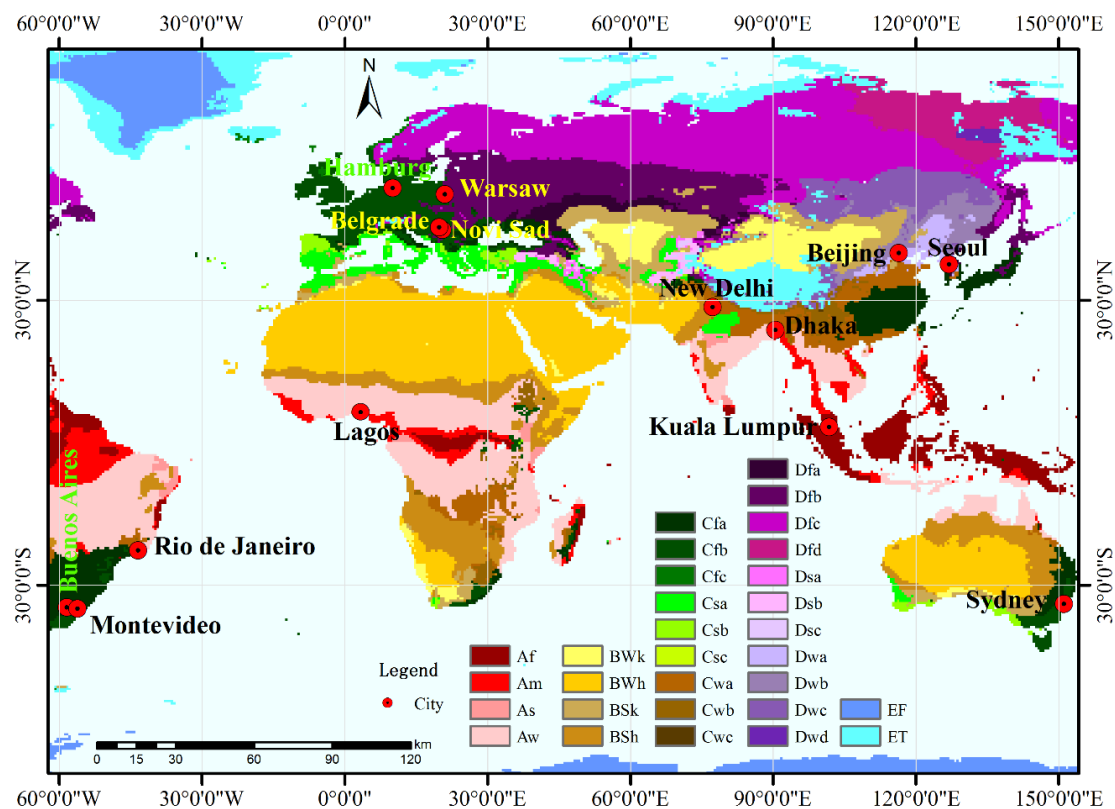 60°0'0"W 30°0'0"W 0°0'0" 30°0'0"E 60°0'0"E 90°0'0"E 120°0'0"E 150°0'0"E
N
Hamburg
Warsaw
Belgrade
Novi Sad
Beijing
Seoul
30°0'0"N
30°0'0"N
New Delhi
Dhaka
Lagos
Kuala Lumpur
Buenos Aires
Rio de Janeiro
30°0'0"S
30°0'0"S
Sydney
Montevideo
Legend
City
Af
Am
As
Aw
BWk
BWh
BSk
BSh
Cfa
Cfb
Cfc
Csa
Csb
Csc
Cwa
Cwb
Cwc
Dfa
Dfb
Dfc
Dfd
Dsa
Dsb
Dsc
Dwa
Dwb
Dwc
Dwd
EF
ET
km
0 15 30 60 90 120
60°0'0"W 30°0'0"W 0°0'0" 30°0'0"E 60°0'0"E 90°0'0"E 120°0'0"E 150°0'0"E